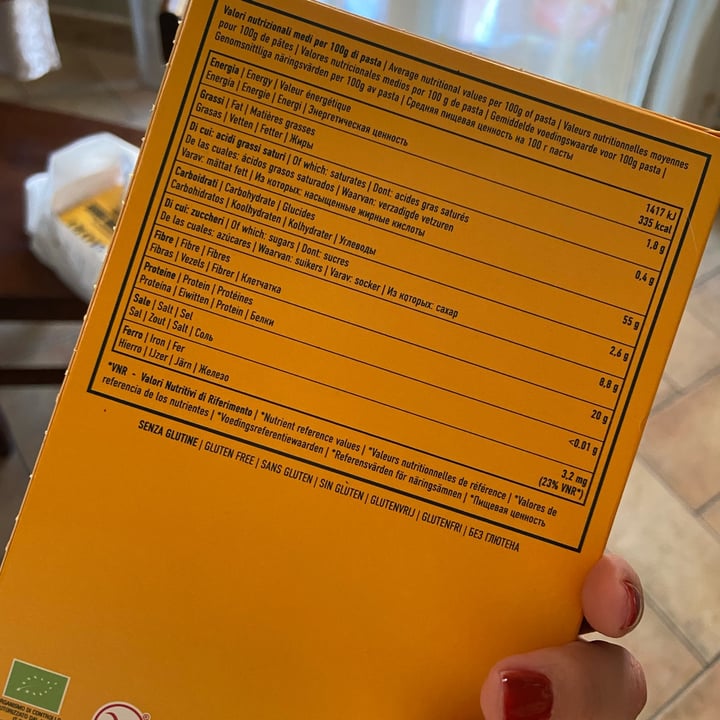 Valori nutrizionali medi per 100g di pasta | Average nutritional values per 100g of pasta | Valeurs nutritionnelles moyennes
pour 100g de pâtes | Valores nutricionales medios por 100 g de pasta | Gemiddelde voedingswaarde voor 100g pasta |
Genomsnittliga näringsvärden per 100g av pasta | Средняя пищевая ценность на 100 г пасты
Energia | Energy | Valeur énergétique
Energía | Energie | Energi | Энергетическая ценность
1417 kJ
335 kcal
Grassi | Fat | Matières grasses
Grasas | Vetten | Fetter | Жиры
1,8 g
Di cui: acidi grassi saturi | Of which: saturates | Dont: acides gras saturés
De las cuales: ácidos grasos saturados | Waarvan: verzadigde vetzuren
Varav: mättat fett | Из которых: насыщенные жирные кислоты
0,4 g
Carboidrati | Carbohydrate | Glucides
Carbohidratos | Koolhydraten | Kolhydrater | Углеводы
55 g
Di cui: zuccheri | Of which: sugars | Dont: sucres
De las cuales: azúcares | Waarvan: suikers | Varav: socker | Из которых: сахар
2,6 g
Fibre | Fibre | Fibres
Fibras | Vezels | Fibrer | Клетчатка
8,8 g
Proteine | Protein | Protéines
Proteína | Eiwitten | Protein | Белки
20 g
Sale | Salt | Sel
Sal | Zout | Salt | Соль
<0.01 g
Ferro | Iron | Fer
Hierro | IJzer | Järn | Железо
3.2 mg
(23% VNR*)
*VNR - Valori Nutritivi di Riferimento | *Nutrient reference values | *Valeurs nutritionnelles de référence | *Valores de
referencia de los nutrientes | *Voedingsreferentiewaarden | *Referensvärden för näringsämnen | *Пищевая ценность
SENZA GLUTINE | GLUTEN FREE | SANS GLUTEN | SIN GLUTEN | GLUTENVRIJ | GLUTENFRI | БЕЗ ГЛЮТЕНА
ORGANISMO DI CONTROLLO